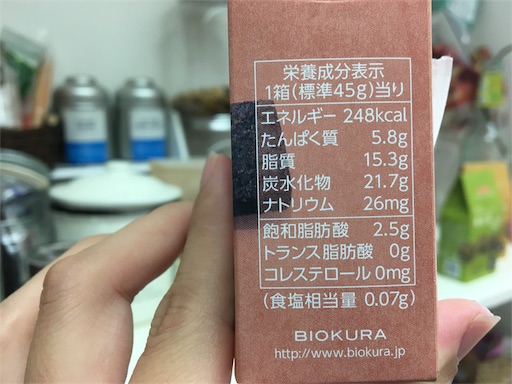 栄養成分表示
1箱(標準45g)当り
エネルギー 248kcal
たんぱく質 5.8g
脂質 15.3g
炭水化物 21.7g
ナトリウム 26mg
飽和脂肪酸 2.5g
トランス脂肪酸 0g
コレステロール 0mg
(食塩相当量 0.07g)
BIOKURA
http://www.biokura.jp